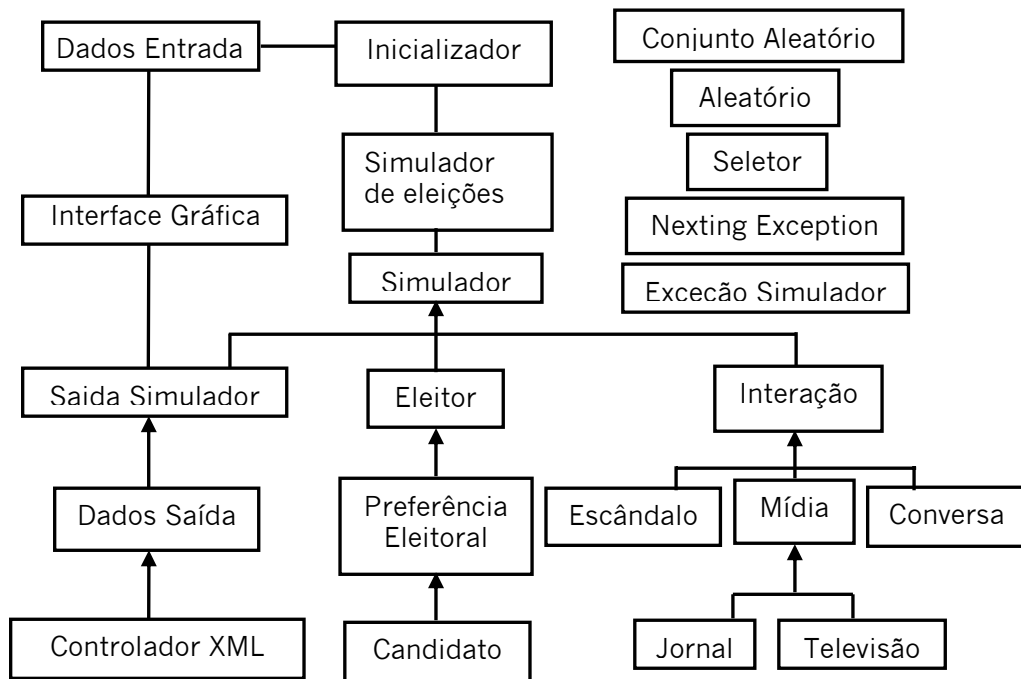 Dados Entrada
Inicializador
Conjunto Aleatório
Aleatório
Simulador
de eleições
Seletor
Interface Gráfica
Nexting Exception
Simulador
Exceção Simulador
Saida Simulador
Eleitor
Interação
Dados Saída
Preferência
Eleitoral
Escândalo
Mídia
Conversa
Controlador XML
Candidato
Jornal
Televisão